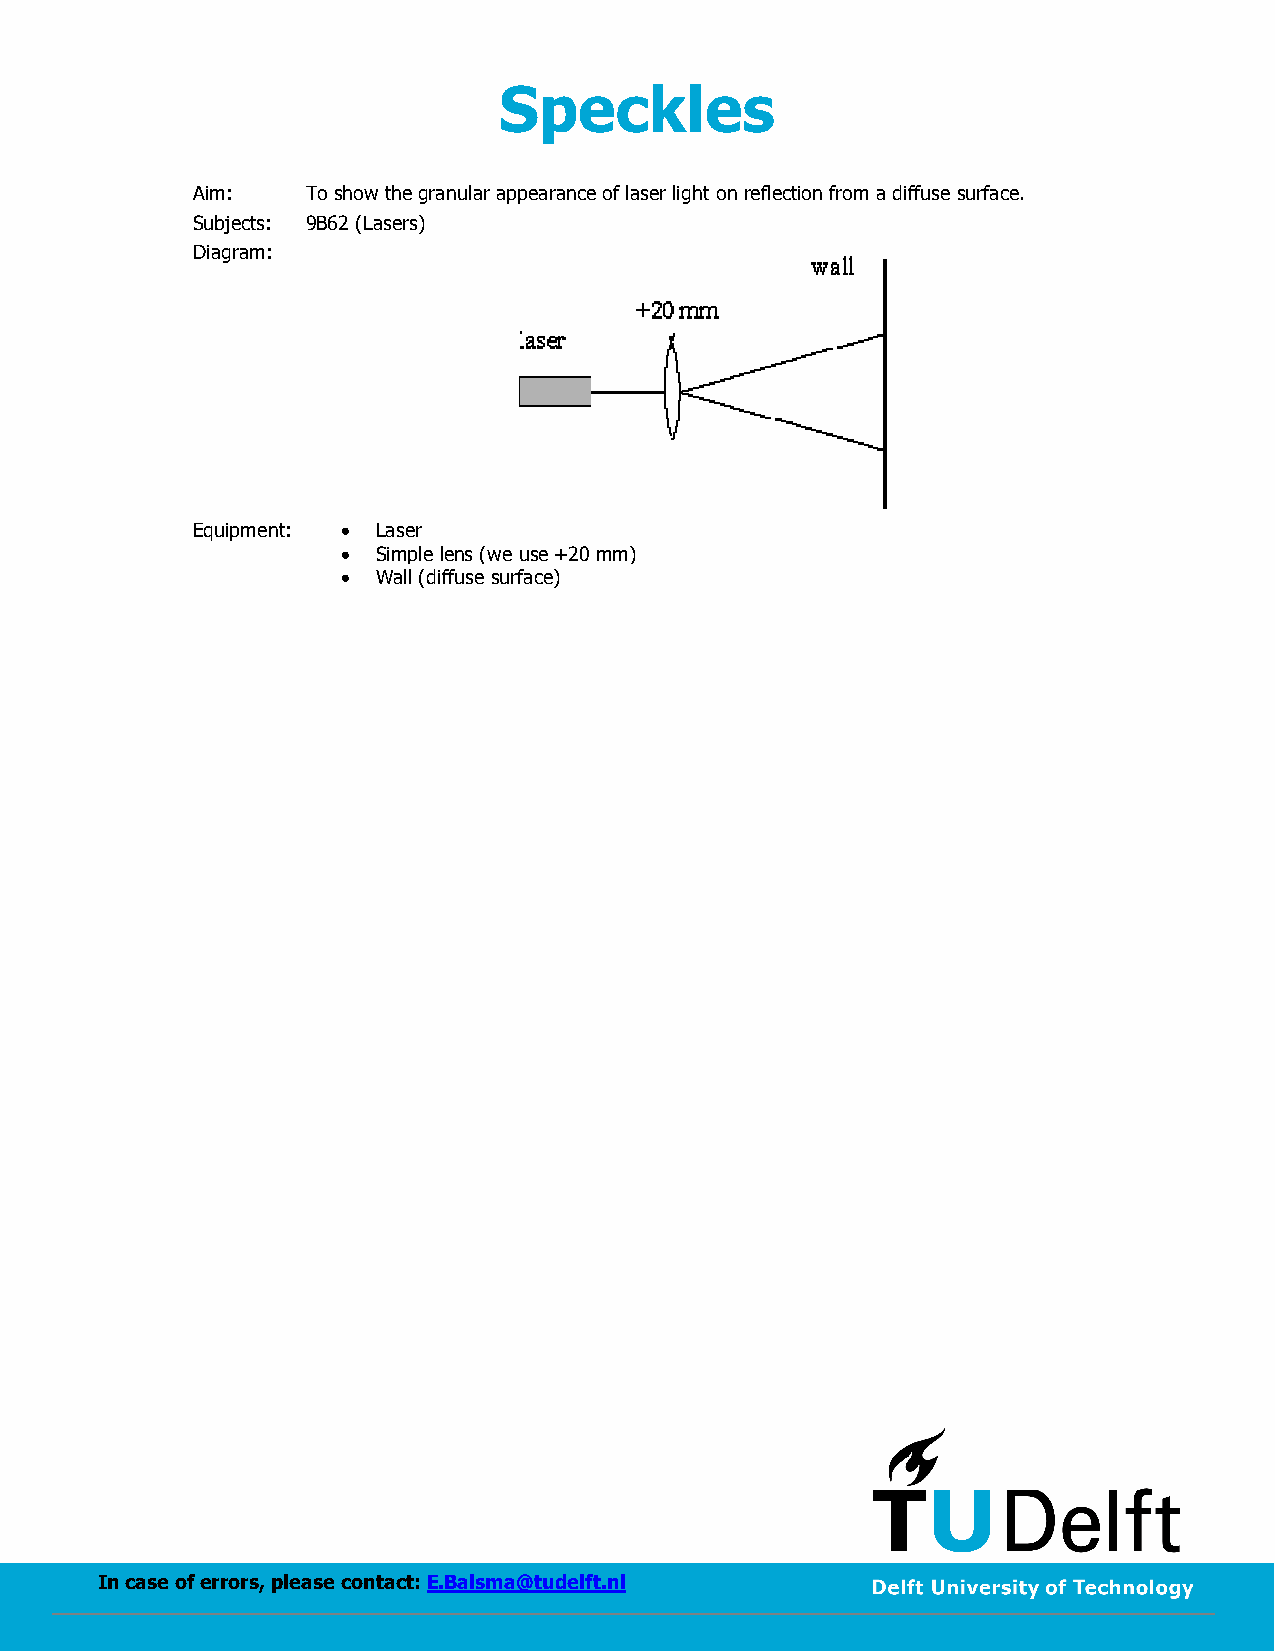 Speckles
Aim: To show the granular appearance of laser light on reflection from a diffuse surface.
Subjects: 9B62 (Lasers)
Diagram:
wall
+20 mm
laser
Equipment: • Laser
• Simple lens (we use +20 mm)
• Wall (diffuse surface)
TUDelft
In case of errors, please contact: E.Balsma@tudelft.nl
Delft University of Technology